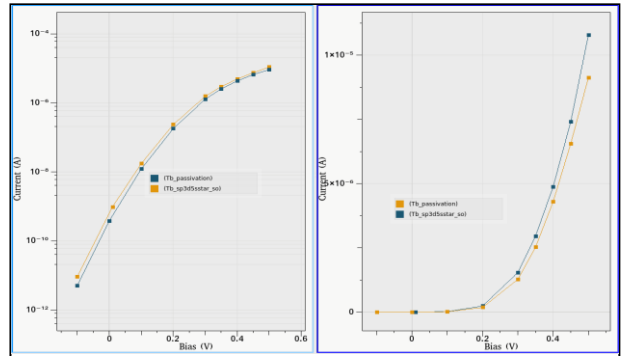 10⁻⁴
10⁻⁶
10⁻⁸
10⁻¹⁰
10⁻¹²
Current (A)
(Tb_passivation)
(Tb_sp3d5sstar_so)
0 0.2 0.4 0.6
Bias (V)
1×10⁻⁵
×10⁻⁶
0
Current (A)
(Tb_passivation)
(Tb_sp3d5sstar_so)
0 0.2 0.4
Bias (V)